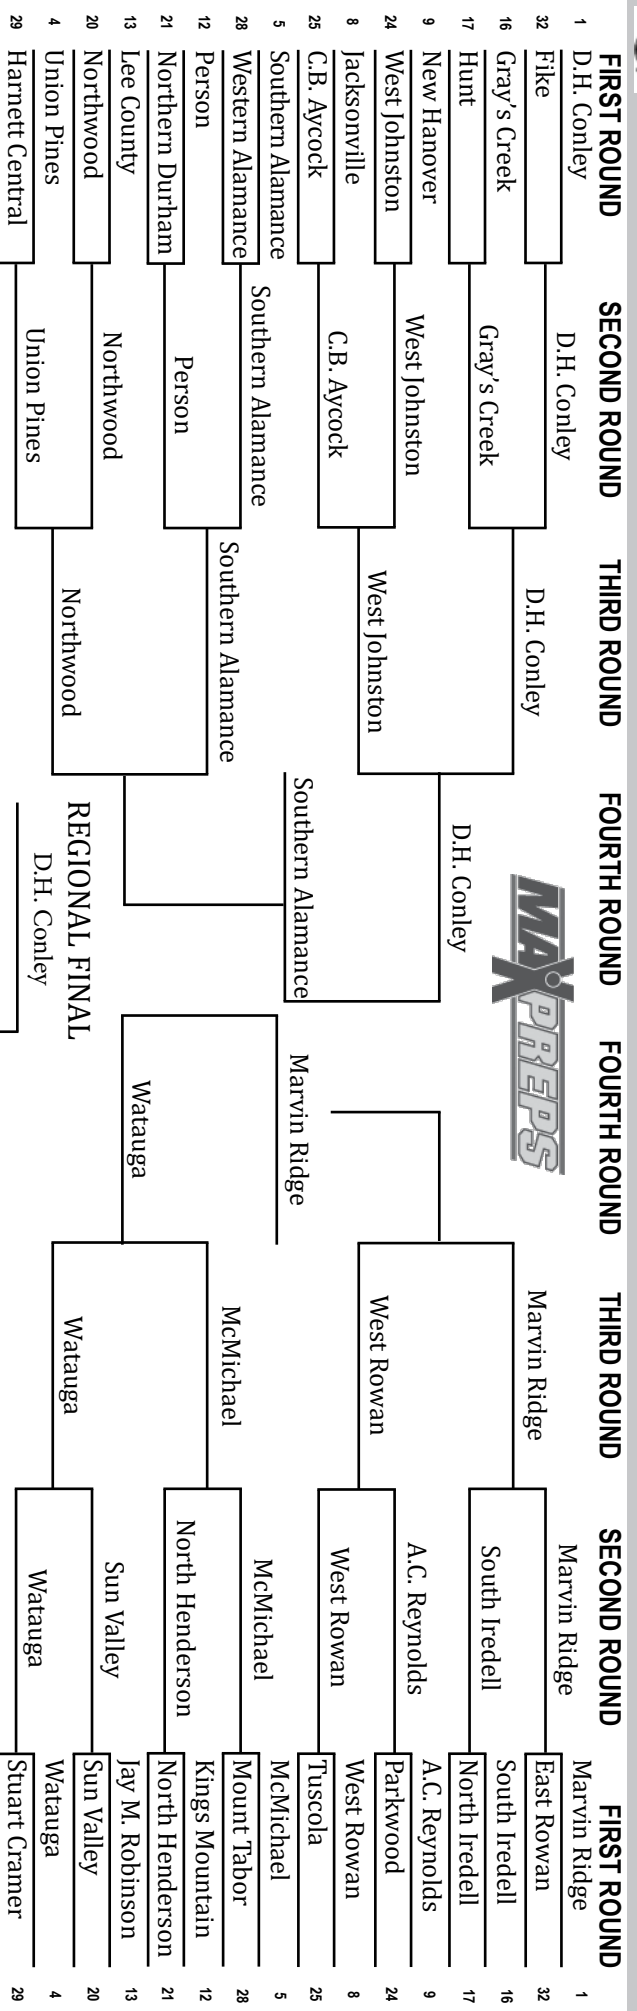 FIRST ROUND
SECOND ROUND
THIRD ROUND
FOURTH ROUND
FOURTH ROUND
THIRD ROUND
SECOND ROUND
FIRST ROUND
1 D.H. Conley
32 Fike
16 Gray's Creek
17 Hunt
9 New Hanover
24 West Johnston
8 Jacksonville
25 C.B. Aycock
5 Southern Alamance
28 Western Alamance
12 Person
21 Northern Durham
13 Lee County
20 Northwood
4 Union Pines
29 Harnett Central
D.H. Conley
Gray's Creek
West Johnston
C.B. Aycock
Southern Alamance
Person
Northwood
Union Pines
D.H. Conley
West Johnston
Southern Alamance
Northwood
D.H. Conley
Southern Alamance
MAXPREPS
REGIONAL FINAL
D.H. Conley
Marvin Ridge
Watauga
Marvin Ridge
West Rowan
McMichael
Watauga
Marvin Ridge
South Iredell
A.C. Reynolds
West Rowan
McMichael
North Henderson
Sun Valley
Watauga
Marvin Ridge 1
East Rowan 32
South Iredell 16
North Iredell 17
A.C. Reynolds 9
Parkwood 24
West Rowan 8
Tuscola 25
McMichael 5
Mount Tabor 28
Kings Mountain 12
North Henderson 21
Jay M. Robinson 13
Sun Valley 20
Watauga 4
Stuart Cramer 29